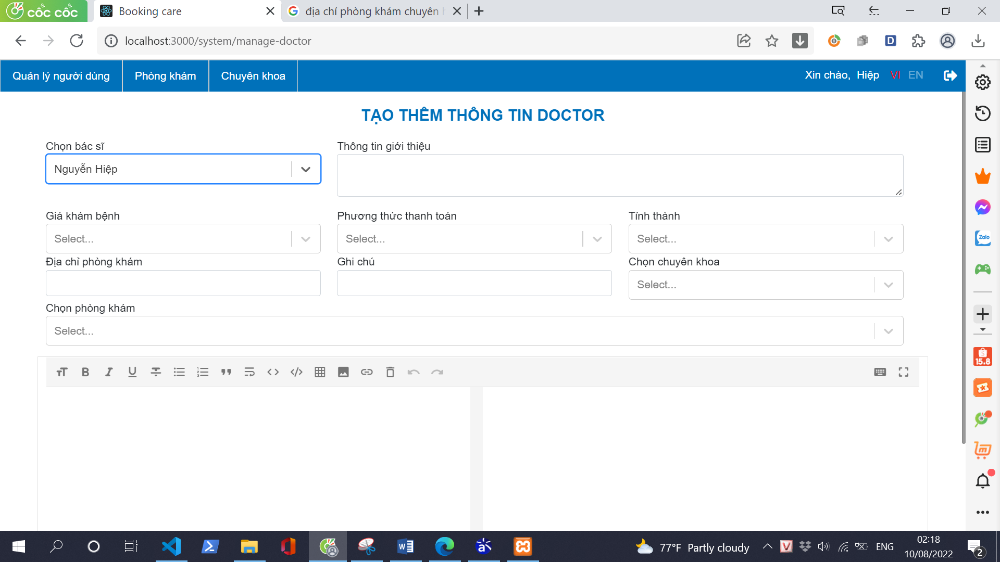 cốc cốc
Booking care
địa chỉ phòng khám chuyên
localhost:3000/system/manage-doctor
Quản lý người dùng
Phòng khám
Chuyên khoa
Xin chào, Hiệp
VI
EN
TẠO THÊM THÔNG TIN DOCTOR
Chọn bác sĩ
Thông tin giới thiệu
Nguyễn Hiệp
Giá khám bệnh
Phương thức thanh toán
Tỉnh thành
Select...
Select...
Select...
Địa chỉ phòng khám
Ghi chú
Chọn chuyên khoa
Select...
Chọn phòng khám
Select...
Zalo
15.8
77°F Partly cloudy
ENG
02:18
10/08/2022
2